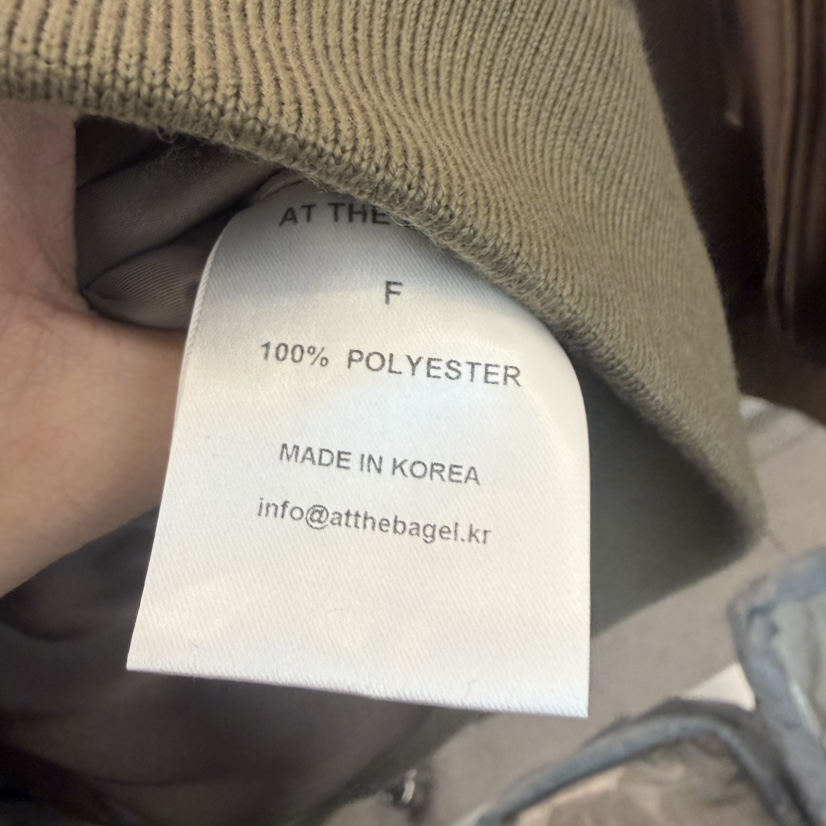 AT THE
F
100% POLYESTER
MADE IN KOREA
info@atthebagel.kr